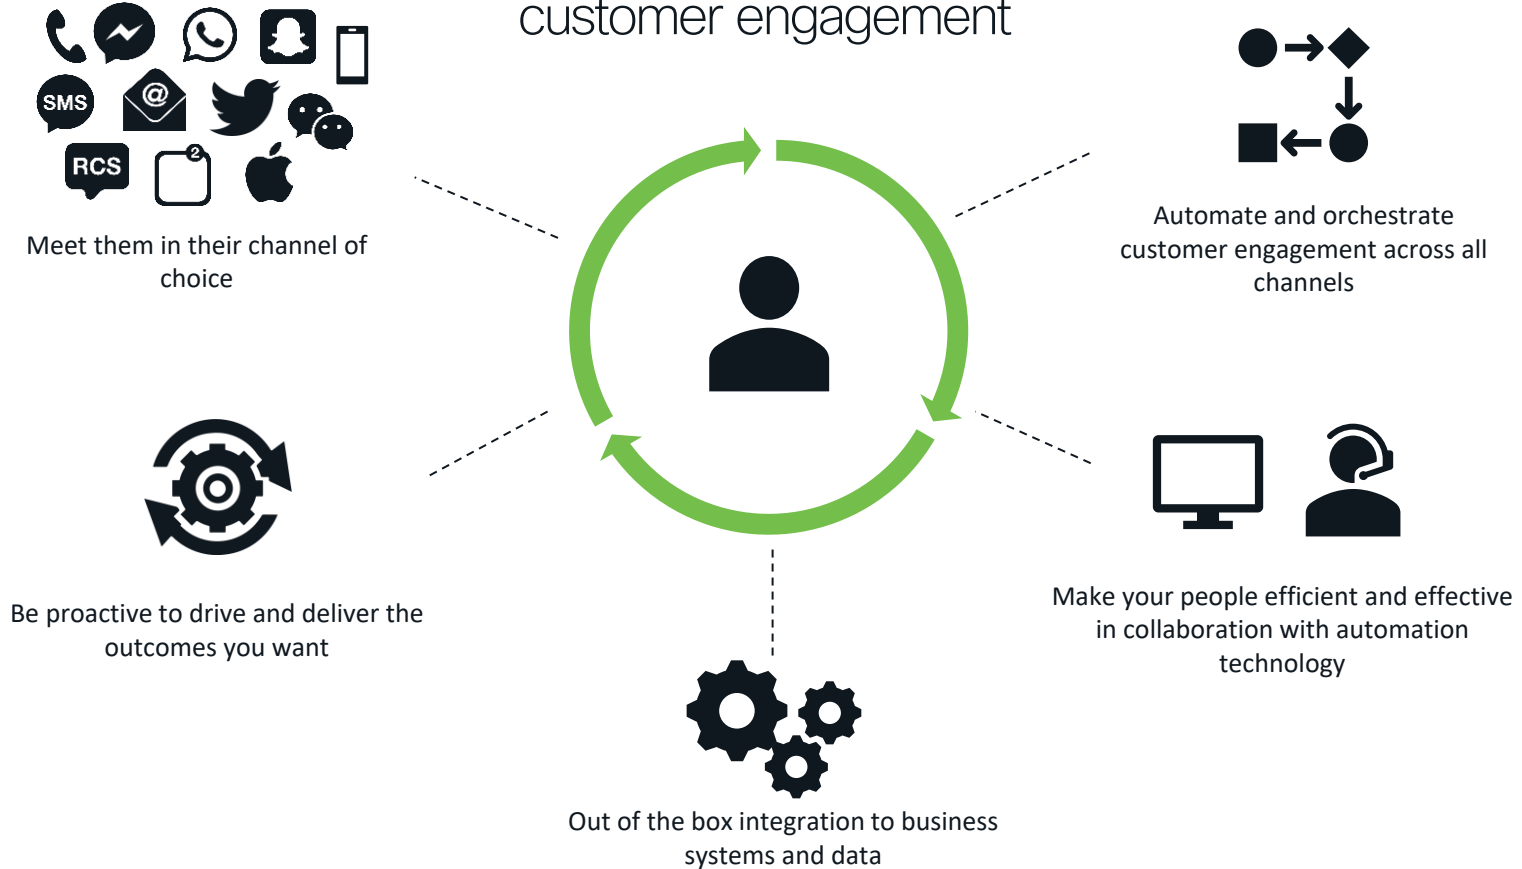 customer engagement
SMS
@
RCS
2
Meet them in their channel of
choice
Automate and orchestrate
customer engagement across all
channels
Be proactive to drive and deliver the
outcomes you want
Make your people efficient and effective
in collaboration with automation
technology
Out of the box integration to business
systems and data